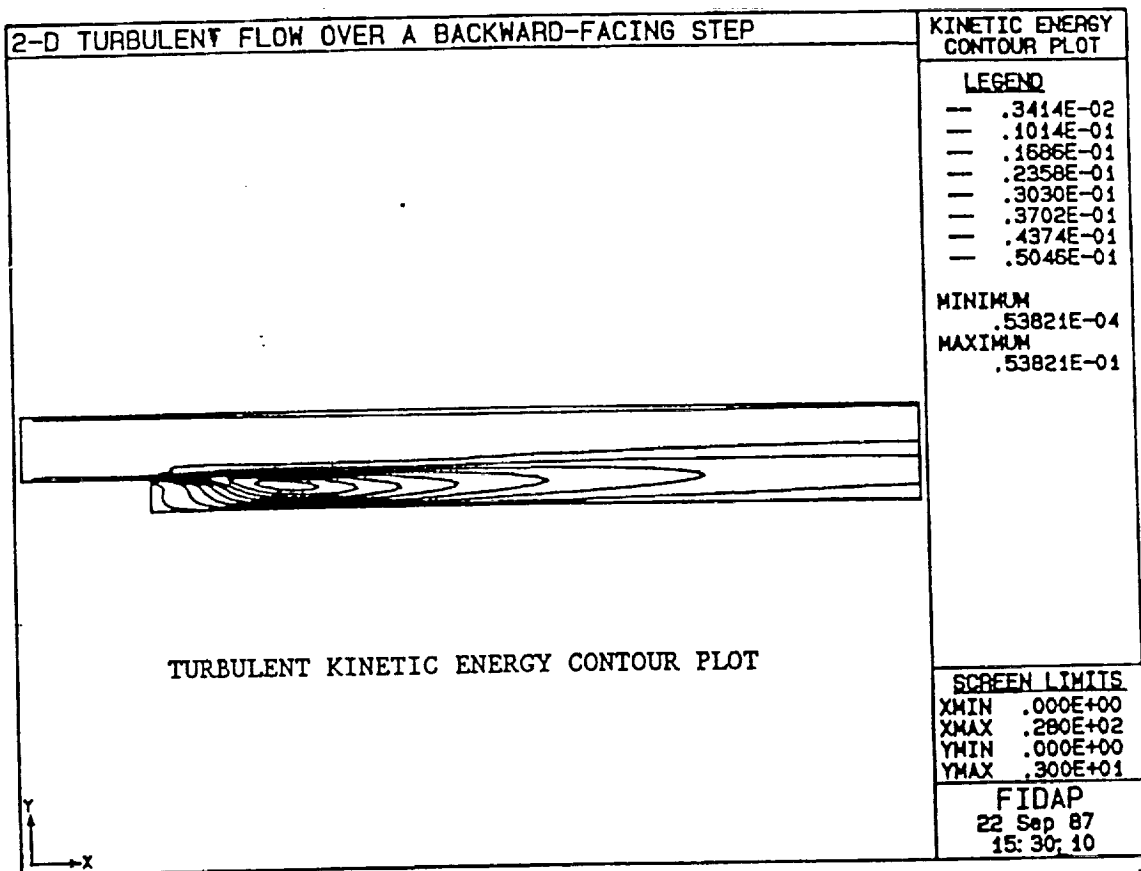 2-D TURBULENT FLOW OVER A BACKWARD-FACING STEP
KINETIC ENERGY
CONTOUR PLOT
LEGEND
— .3414E-02
— .1014E-01
— .1686E-01
— .2358E-01
— .3030E-01
— .3702E-01
— .4374E-01
— .5046E-01
MINIMUM
.53821E-04
MAXIMUM
.53821E-01
TURBULENT KINETIC ENERGY CONTOUR PLOT
SCREEN LIMITS
XMIN .000E+00
XMAX .280E+02
YMIN .000E+00
YMAX .300E+01
FIDAP
22 Sep 87
15:30:10
Y
X